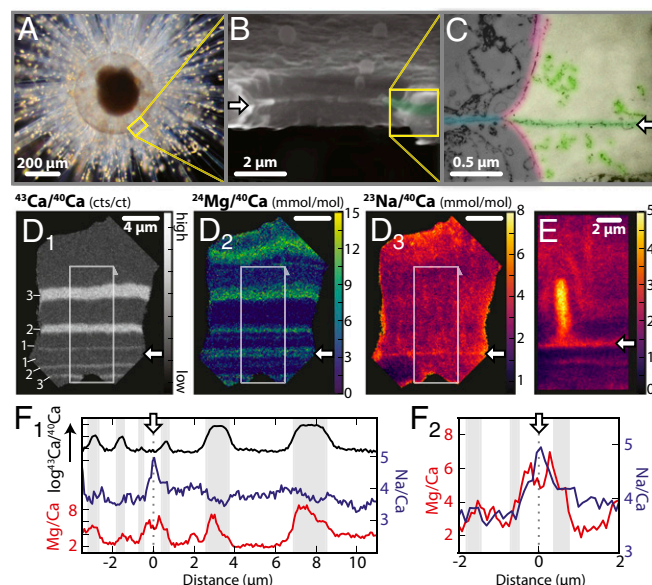 A
B
C
200 μm
2 μm
0.5 μm
43Ca/40Ca (cts/ct)
24Mg/40Ca (mmol/mol)
23Na/40Ca (mmol/mol)
D1
4 μm
high
low
3
2
1
1
2
3
D2
15
12
9
6
3
0
D3
8
6
4
3
2
1
E
2 μm
5
4
3
2
1
0
F1
log43Ca/40Ca
Mg/Ca
8
4
2
Na/Ca
5
4
3
-2
0
2
4
6
8
10
Distance (μm)
F2
Mg/Ca
8
6
4
2
Na/Ca
5
4
3
-2
0
2
Distance (μm)